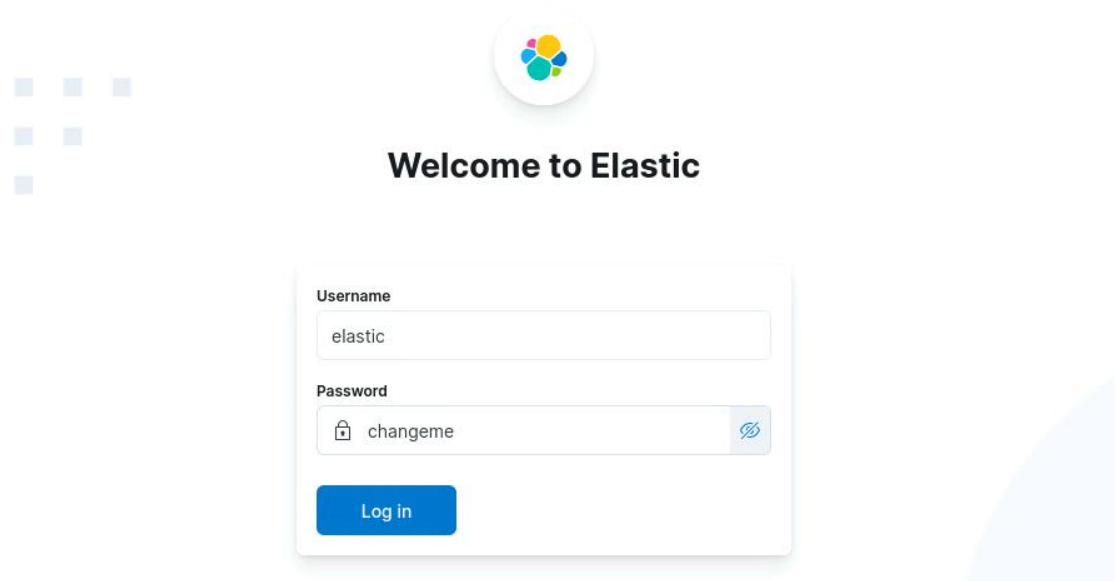 Welcome to Elastic
Username
elastic
Password
changeme
Log in